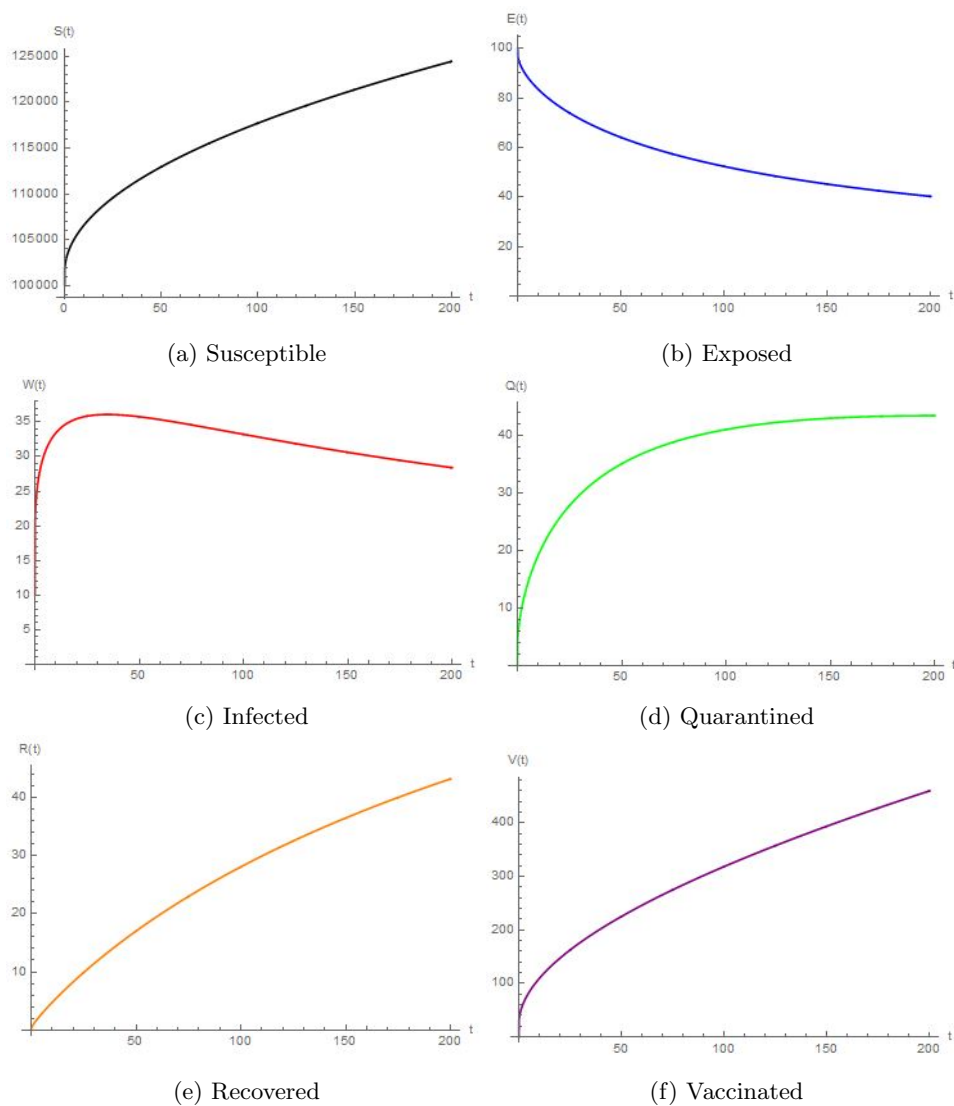 S(t)
125000
120000
115000
110000
105000
100000
0 50 100 150 200 t
(a) Susceptible
E(t)
100
80
60
40
20
50 100 150 200 t
(b) Exposed
W(t)
35
30
25
20
15
10
5
50 100 150 200 t
(c) Infected
Q(t)
40
30
20
10
50 100 150 200 t
(d) Quarantined
R(t)
40
30
20
10
50 100 150 200 t
(e) Recovered
V(t)
400
300
200
100
50 100 150 200 t
(f) Vaccinated